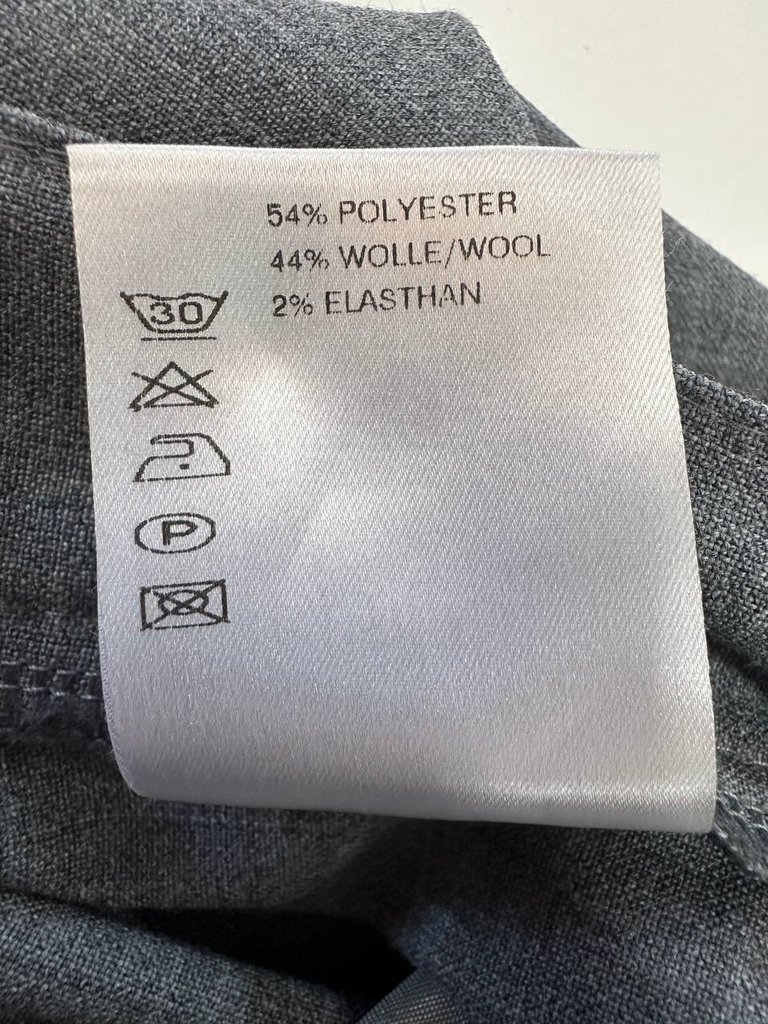 54% POLYESTER
44% WOLLE/WOOL
2% ELASTHAN
30
P